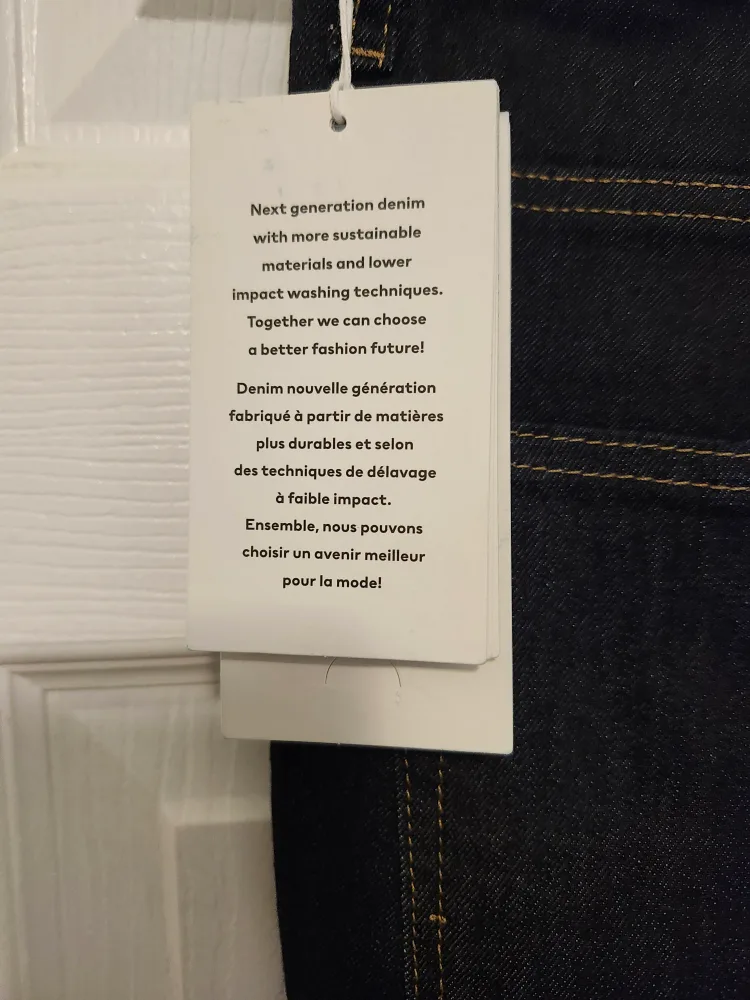 Next generation denim
with more sustainable
materials and lower
impact washing techniques.
Together we can choose
a better fashion future!
Denim nouvelle génération
fabriqué à partir de matières
plus durables et selon
des techniques de délavage
à faible impact.
Ensemble, nous pouvons
choisir un avenir meilleur
pour la mode!